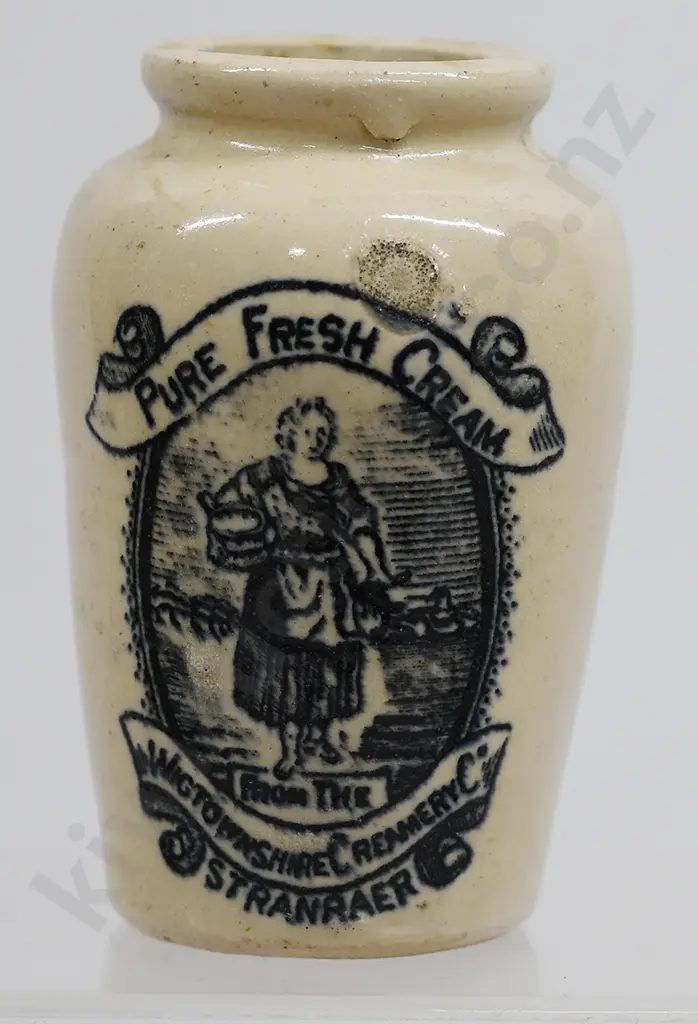 PURE FRESH CREAM
FROM THE
WIGTOWNSHIRE CREAMERY Co
STRANRAER